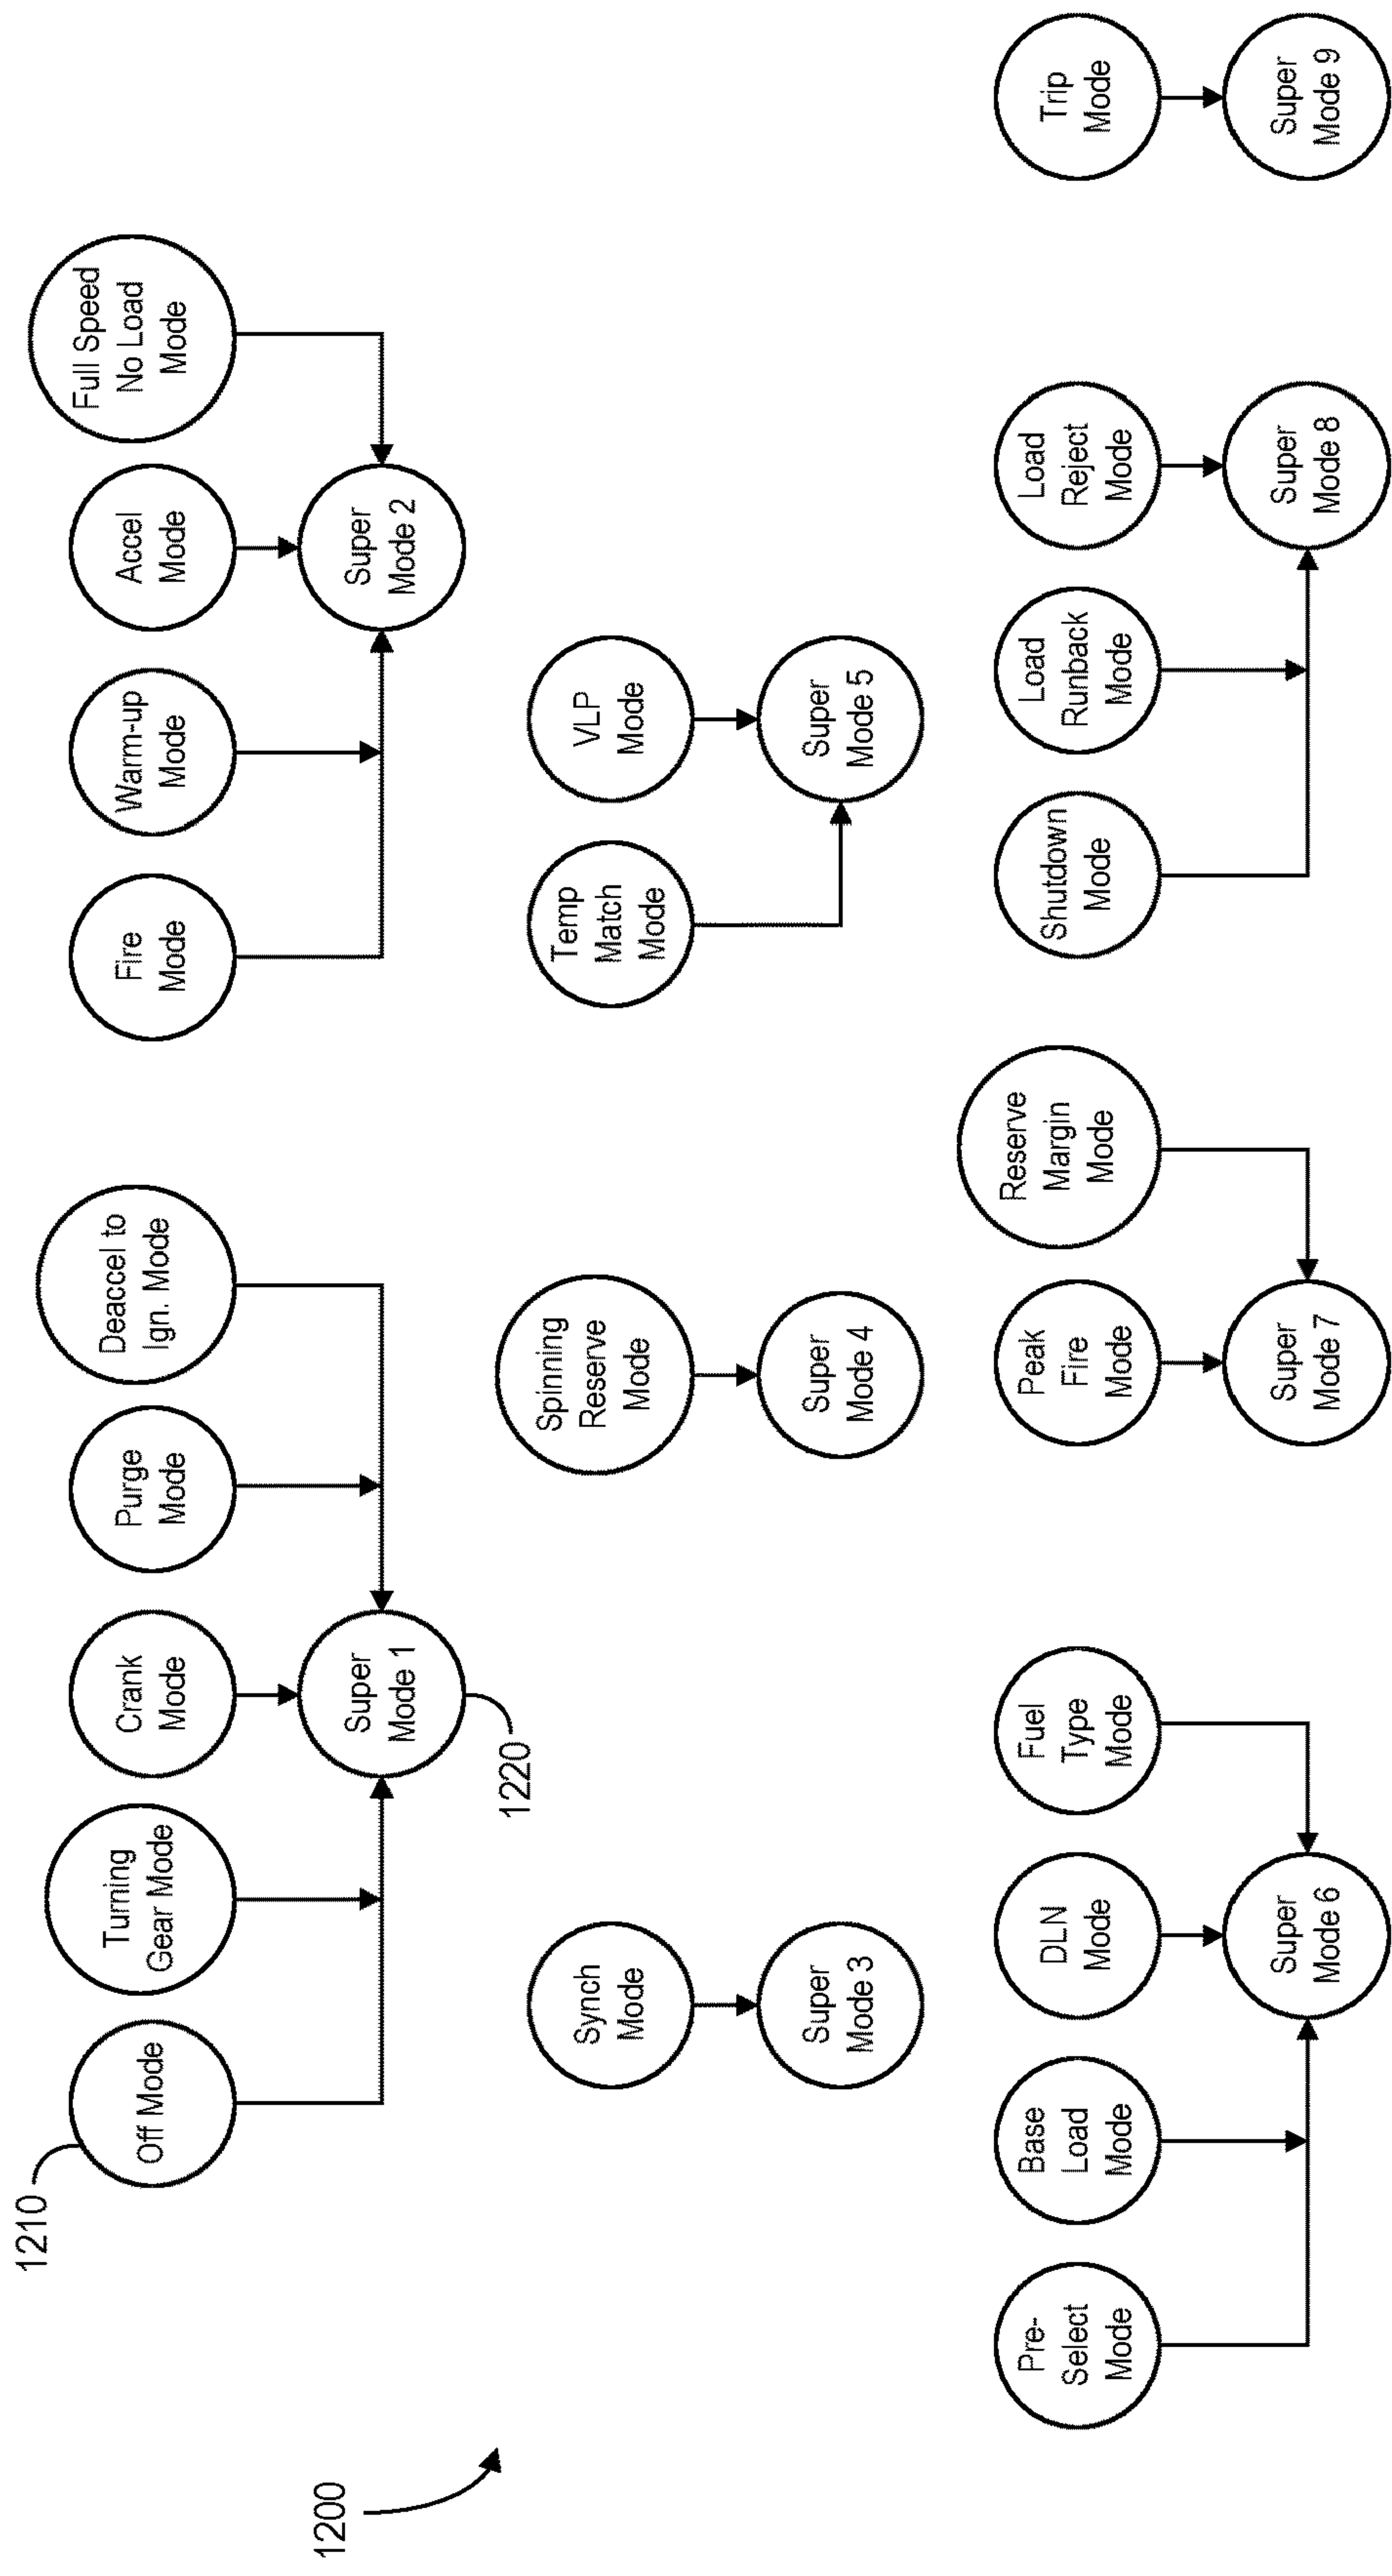 1200
1210
Off Mode
Turning
Gear Mode
Crank
Mode
Purge
Mode
Deaccel to
Ign. Mode
Super
Mode 1
1220
Fire
Mode
Warm-up
Mode
Accel
Mode
Full Speed
No Load
Mode
Super
Mode 2
Synch
Mode
Super
Mode 3
Spinning
Reserve
Mode
Super
Mode 4
Temp
Match
Mode
VLP
Mode
Super
Mode 5
Pre-
Select
Mode
Base
Load
Mode
DLN
Mode
Fuel
Type
Mode
Super
Mode 6
Peak
Fire
Mode
Reserve
Margin
Mode
Super
Mode 7
Shutdown
Mode
Load
Runback
Mode
Load
Reject
Mode
Super
Mode 8
Trip
Mode
Super
Mode 9